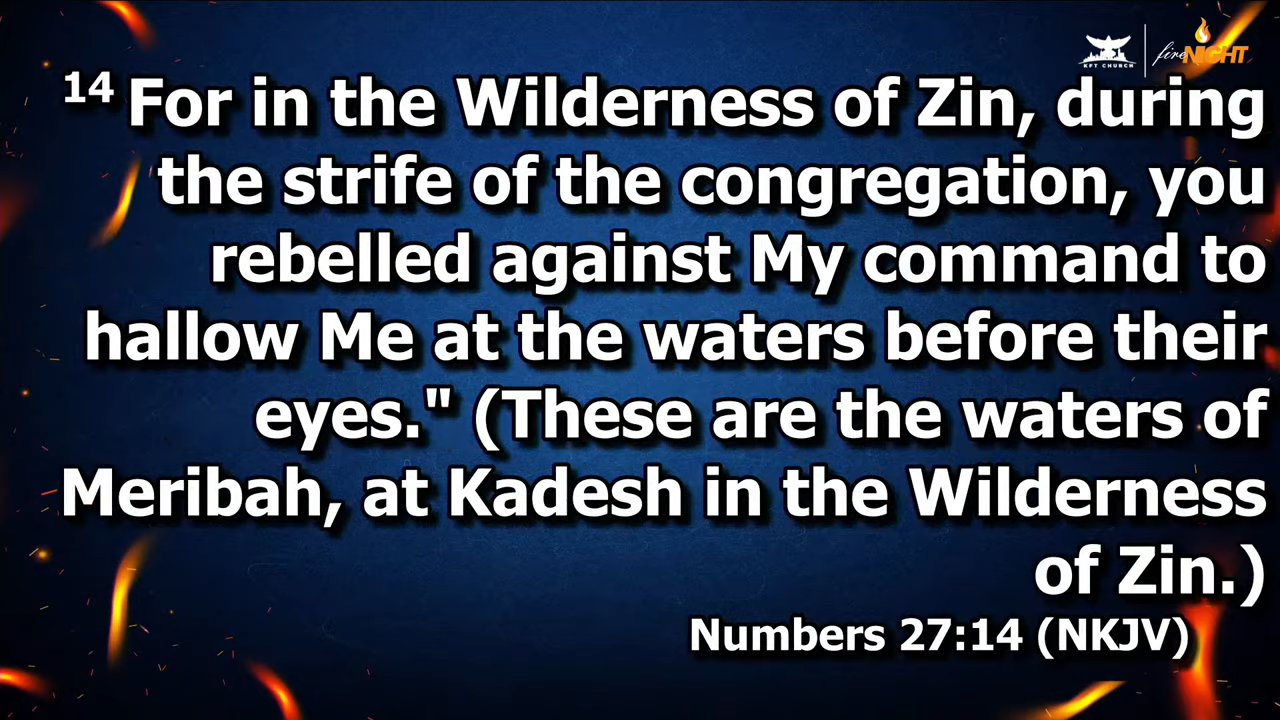 KFT CHURCH
fire NIGHT
14 For in the Wilderness of Zin, during
the strife of the congregation, you
rebelled against My command to
hallow Me at the waters before their
eyes." (These are the waters of
Meribah, at Kadesh in the Wilderness
of Zin.)
Numbers 27:14 (NKJV)